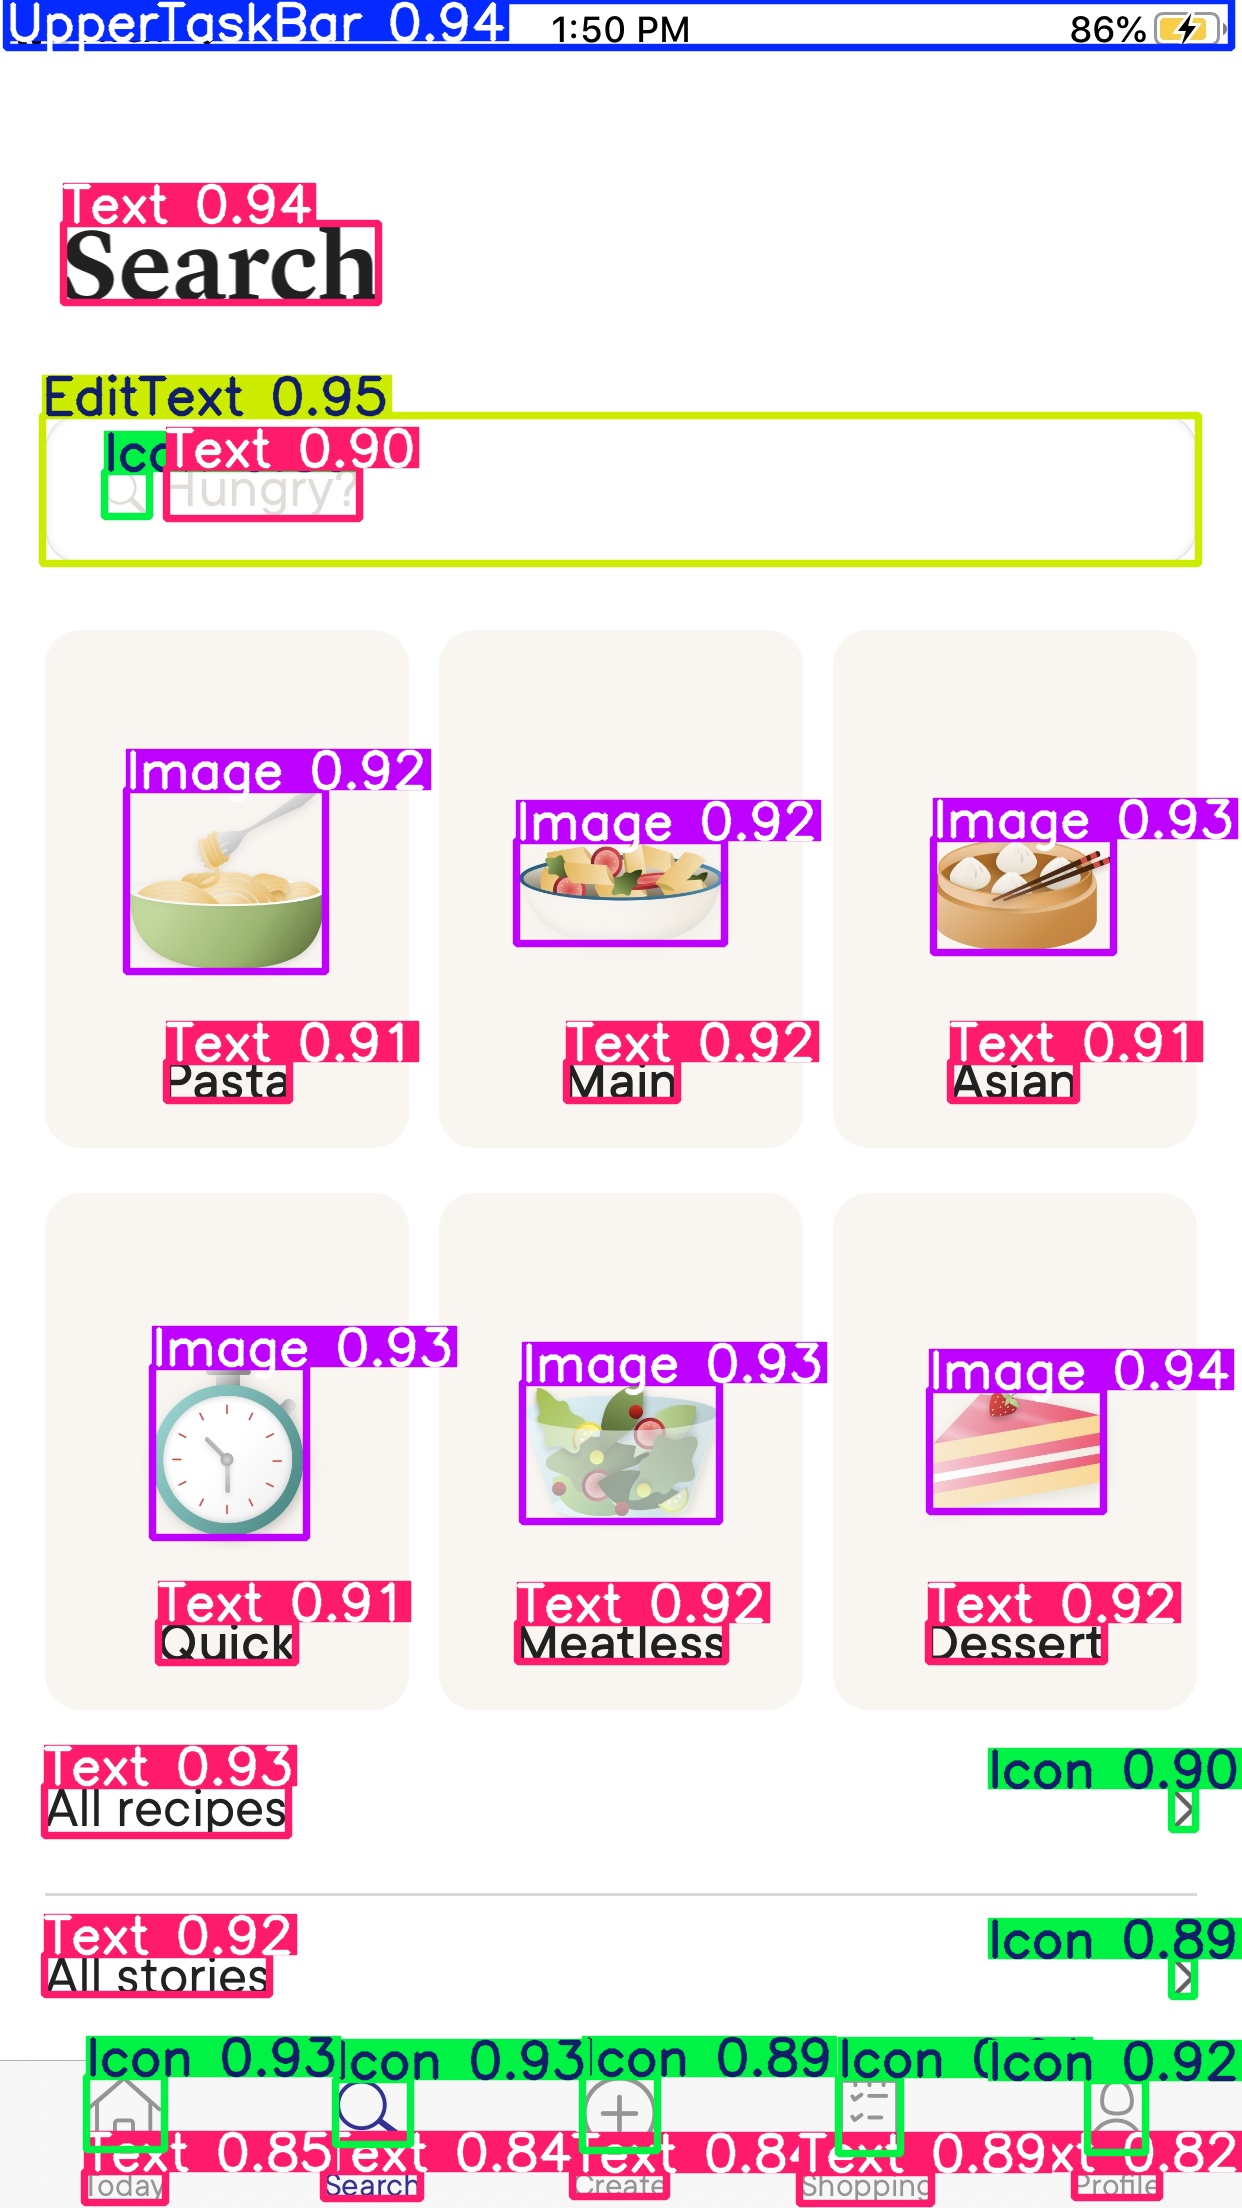 UpperTaskBar 0.94
1:50 PM
86%
Text 0.94
Search
EditText 0.95
Ico
Text 0.90
Hungry?
Image 0.92
Image 0.92
Image 0.93
Text 0.91
Text 0.92
Text 0.91
Pasta
Main
Asian
Image 0.93
Image 0.93
Image 0.94
Text 0.91
Text 0.92
Text 0.92
Quick
Meatless
Dessert
Text 0.93
Icon 0.90
All recipes
Text 0.92
Icon 0.89
All stories
Icon 0.93
Icon 0.93
Icon 0.89
Icon
Icon 0.92
Text 0.85
Text 0.84
Text 0.84
Text 0.89
xt 0.82
Today
Search
Create
Shopping
Profile